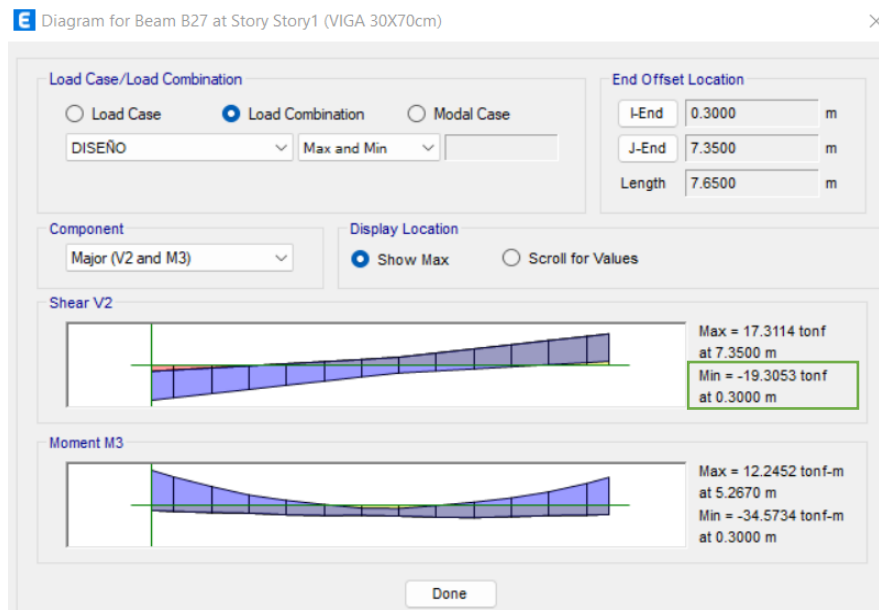 E Diagram for Beam B27 at Story Story1 (VIGA 30X70cm)
Load Case/Load Combination
Load Case Load Combination Modal Case
DISEÑO Max and Min
End Offset Location
I-End 0.3000 m
J-End 7.3500 m
Length 7.6500 m
Component
Major (V2 and M3)
Display Location
Show Max Scroll for Values
Shear V2
Max = 17.3114 tonf
at 7.3500 m
Min = -19.3053 tonf
at 0.3000 m
Moment M3
Max = 12.2452 tonf-m
at 5.2670 m
Min = -34.5734 tonf-m
at 0.3000 m
Done